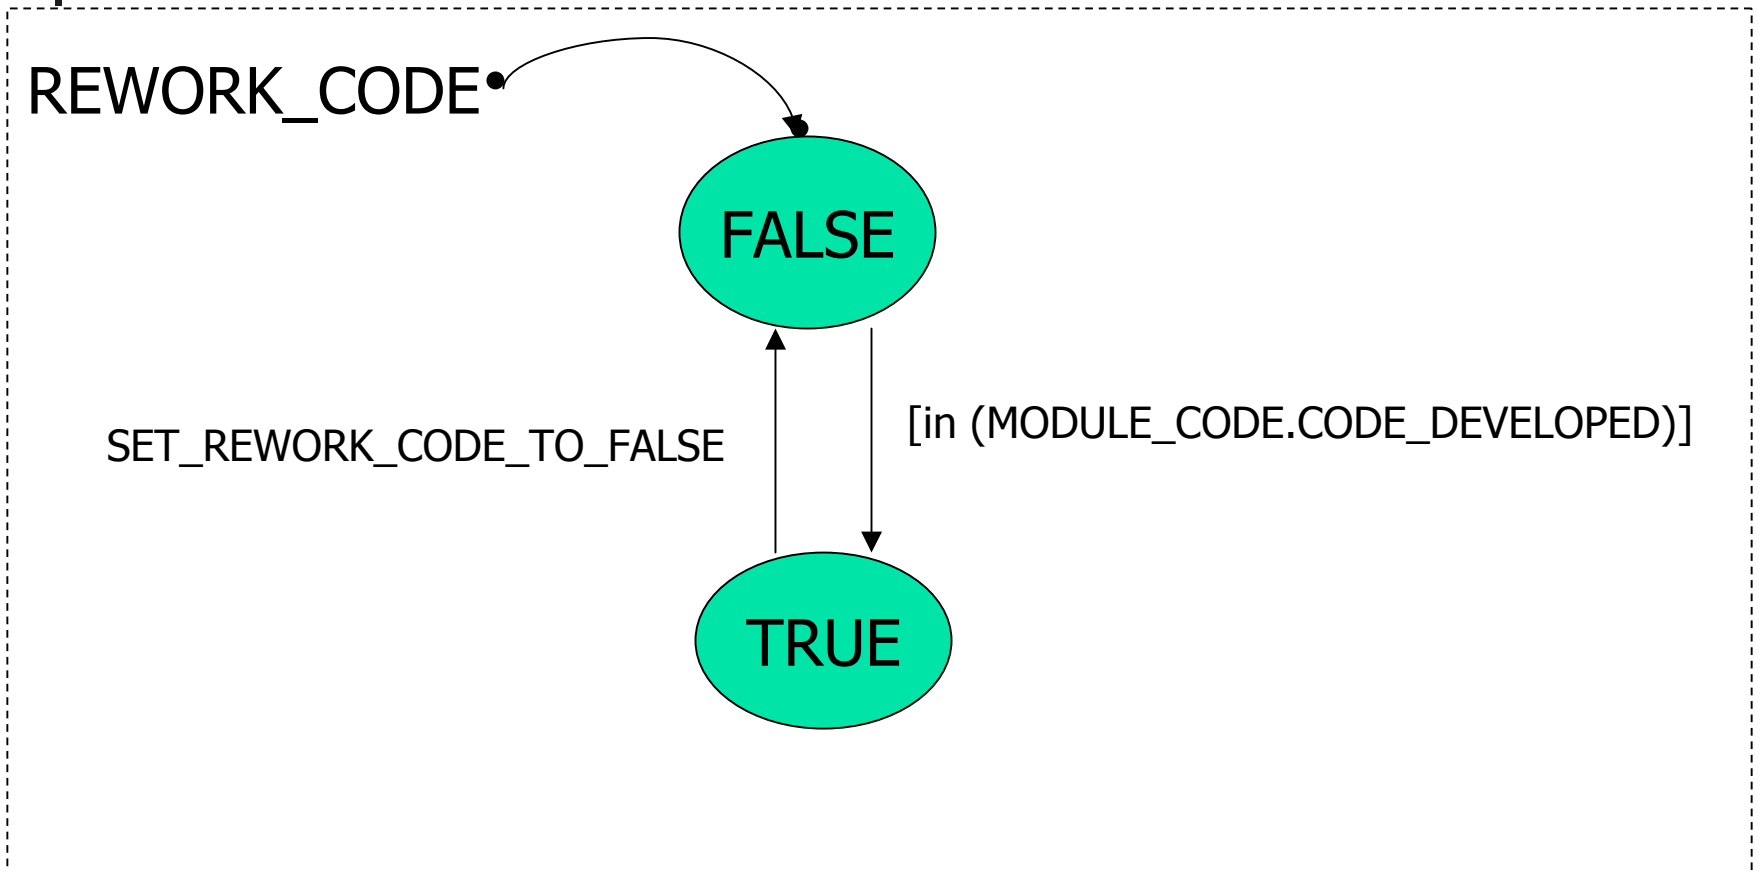 REWORK_CODE
FALSE
[in (MODULE_CODE.CODE_DEVELOPED)]
SET_REWORK_CODE_TO_FALSE
TRUE